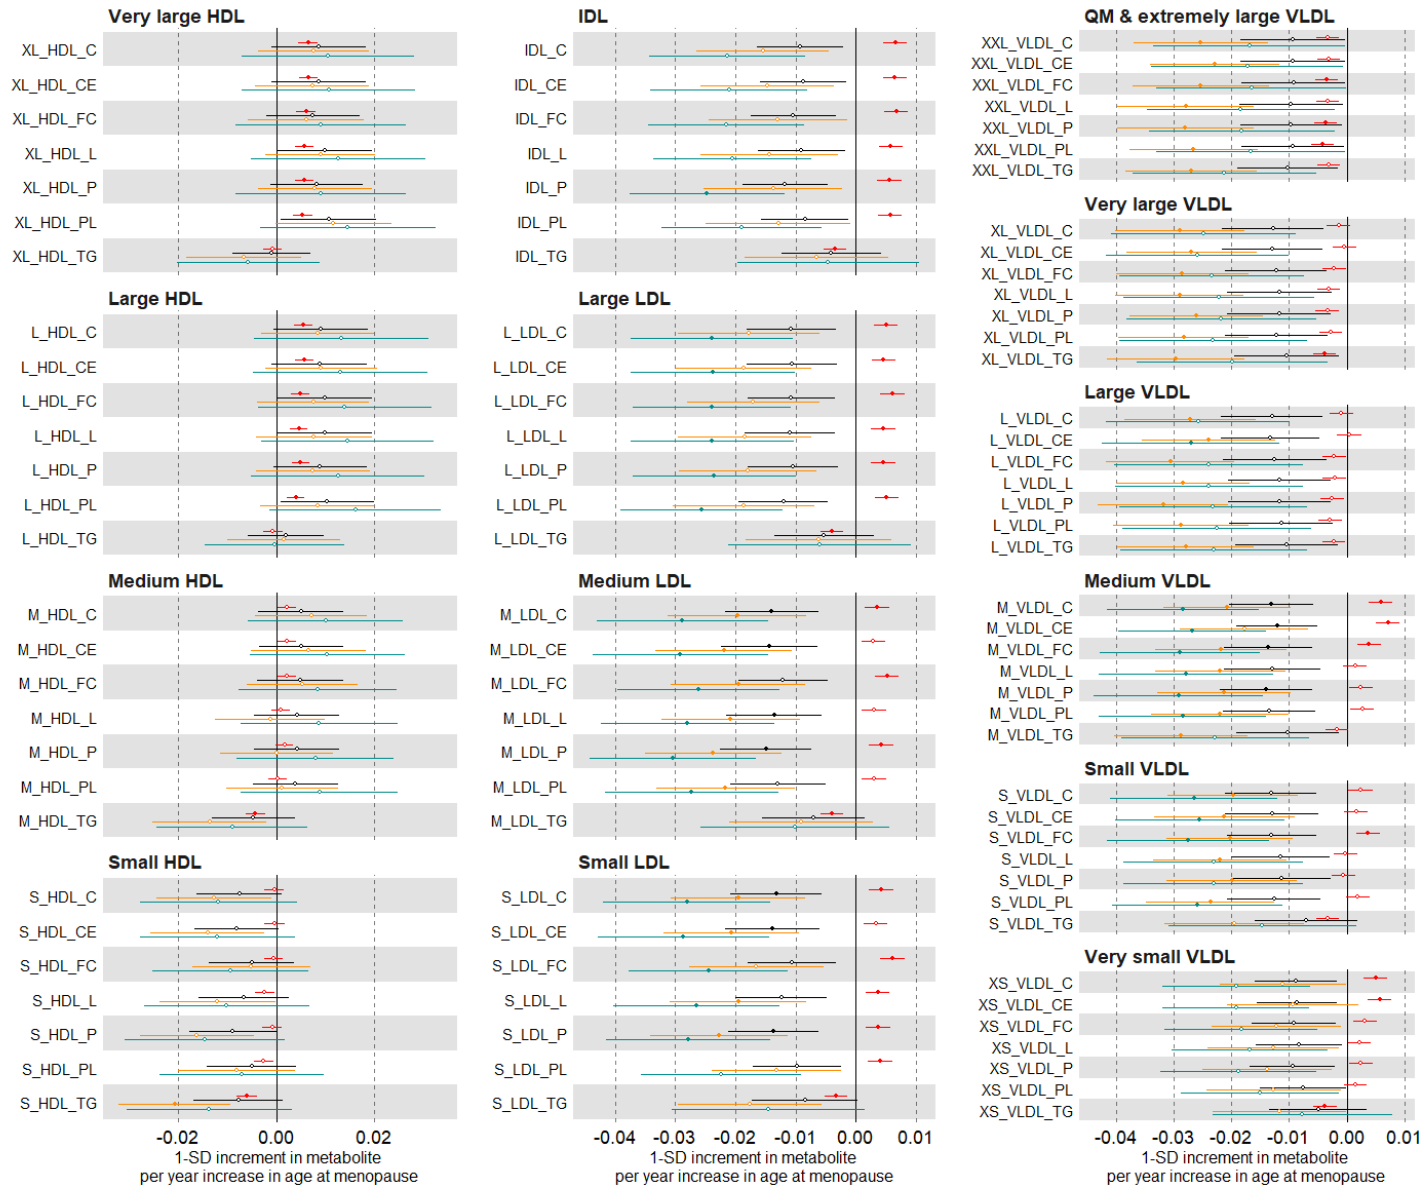 Very large HDL
XL_HDL_C
XL_HDL_CE
XL_HDL_FC
XL_HDL_L
XL_HDL_P
XL_HDL_PL
XL_HDL_TG
Large HDL
L_HDL_C
L_HDL_CE
L_HDL_FC
L_HDL_L
L_HDL_P
L_HDL_PL
L_HDL_TG
Medium HDL
M_HDL_C
M_HDL_CE
M_HDL_FC
M_HDL_L
M_HDL_P
M_HDL_PL
M_HDL_TG
Small HDL
S_HDL_C
S_HDL_CE
S_HDL_FC
S_HDL_L
S_HDL_P
S_HDL_PL
S_HDL_TG
-0.02 0.00 0.02
1-SD increment in metabolite
per year increase in age at menopause
IDL
IDL_C
IDL_CE
IDL_FC
IDL_L
IDL_P
IDL_PL
IDL_TG
Large LDL
L_LDL_C
L_LDL_CE
L_LDL_FC
L_LDL_L
L_LDL_P
L_LDL_PL
L_LDL_TG
Medium LDL
M_LDL_C
M_LDL_CE
M_LDL_FC
M_LDL_L
M_LDL_P
M_LDL_PL
M_LDL_TG
Small LDL
S_LDL_C
S_LDL_CE
S_LDL_FC
S_LDL_L
S_LDL_P
S_LDL_PL
S_LDL_TG
-0.04 -0.03 -0.02 -0.01 0.00 0.01
1-SD increment in metabolite
per year increase in age at menopause
QM & extremely large VLDL
XXL_VLDL_C
XXL_VLDL_CE
XXL_VLDL_FC
XXL_VLDL_L
XXL_VLDL_P
XXL_VLDL_PL
XXL_VLDL_TG
Very large VLDL
XL_VLDL_C
XL_VLDL_CE
XL_VLDL_FC
XL_VLDL_L
XL_VLDL_P
XL_VLDL_PL
XL_VLDL_TG
Large VLDL
L_VLDL_C
L_VLDL_CE
L_VLDL_FC
L_VLDL_L
L_VLDL_P
L_VLDL_PL
L_VLDL_TG
Medium VLDL
M_VLDL_C
M_VLDL_CE
M_VLDL_FC
M_VLDL_L
M_VLDL_P
M_VLDL_PL
M_VLDL_TG
Small VLDL
S_VLDL_C
S_VLDL_CE
S_VLDL_FC
S_VLDL_L
S_VLDL_P
S_VLDL_PL
S_VLDL_TG
Very small VLDL
XS_VLDL_C
XS_VLDL_CE
XS_VLDL_FC
XS_VLDL_L
XS_VLDL_P
XS_VLDL_PL
XS_VLDL_TG
-0.04 -0.03 -0.02 -0.01 0.00 0.01
1-SD increment in metabolite
per year increase in age at menopause